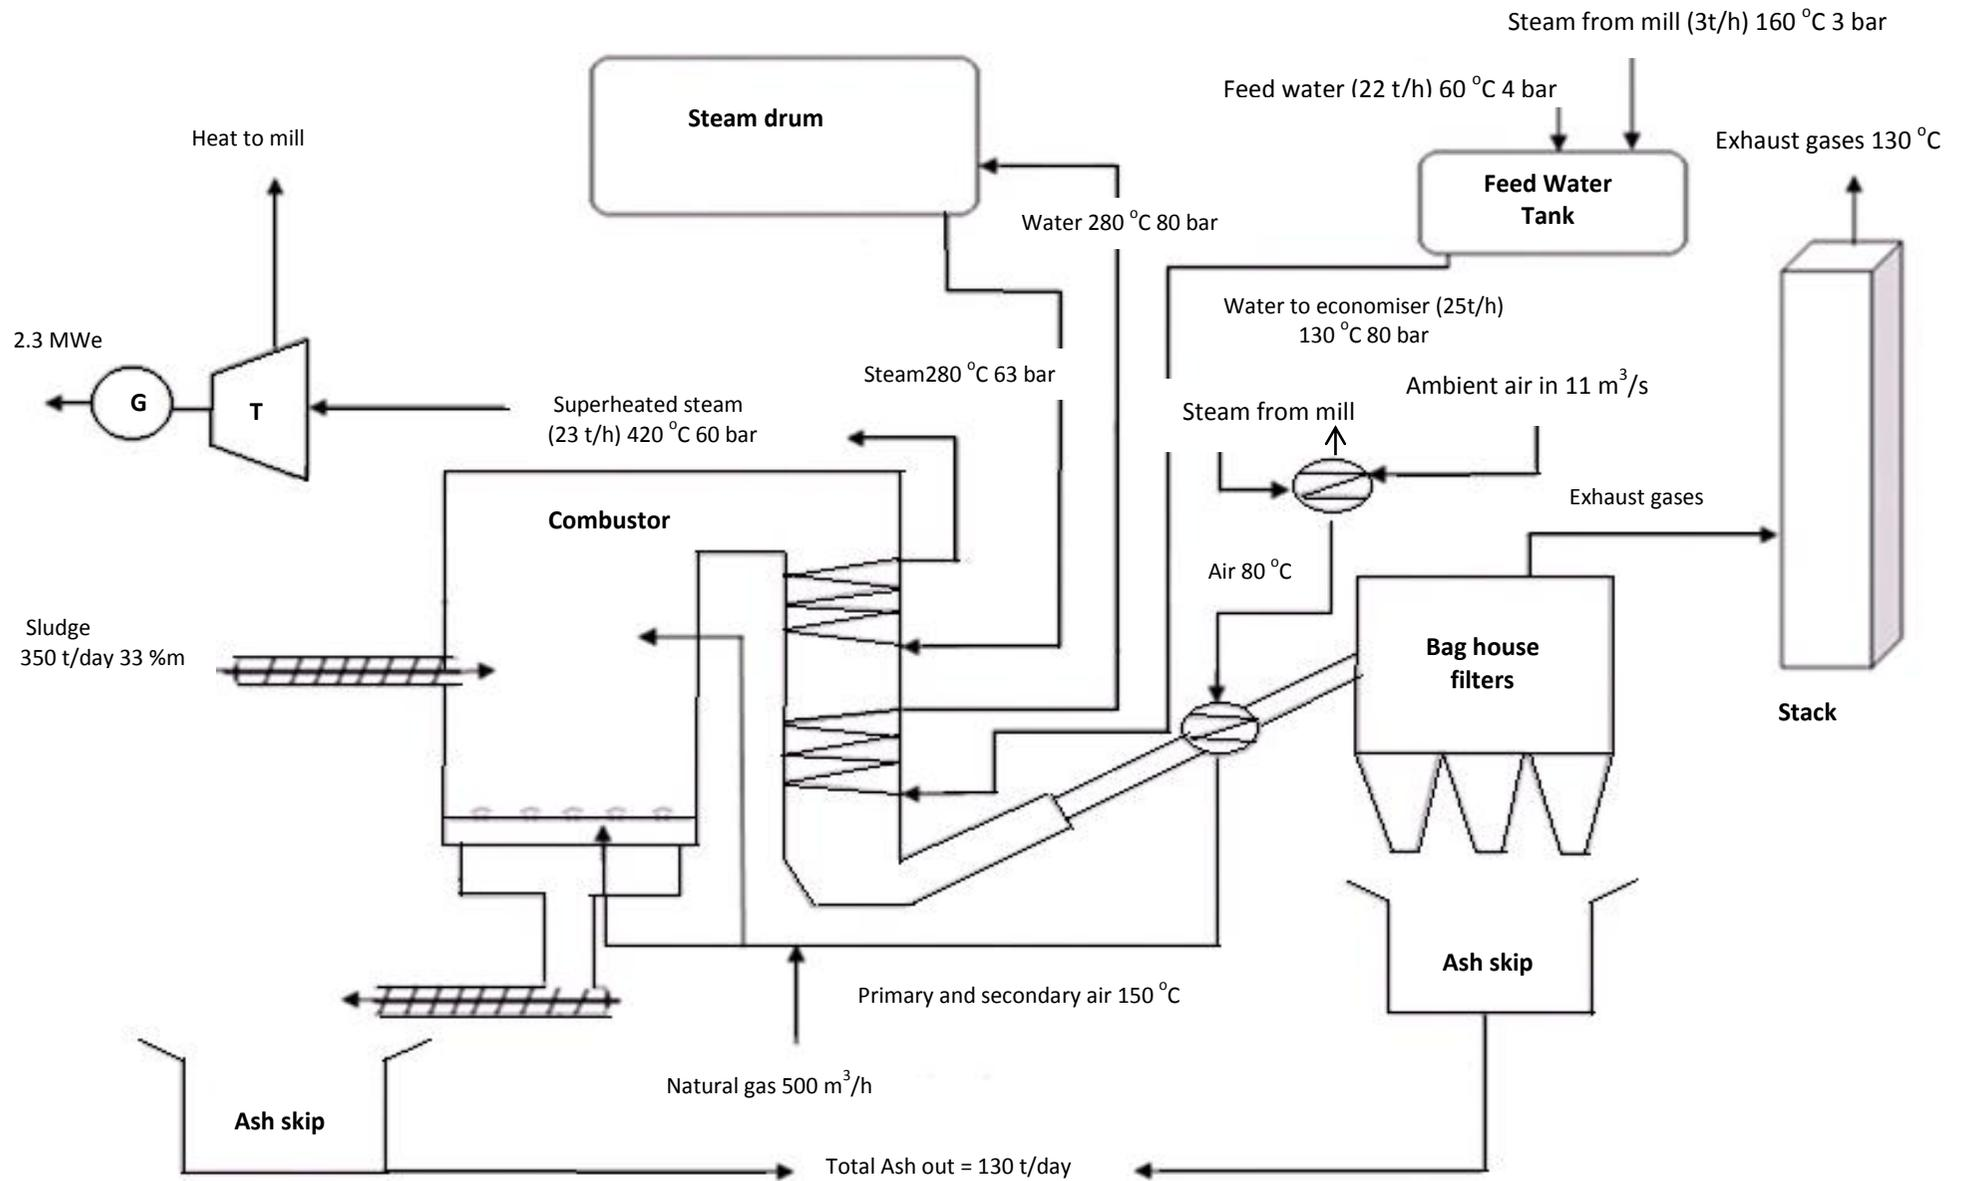 Steam from mill (3t/h) 160 °C 3 bar
Feed water (22 t/h) 60 °C 4 bar
Steam drum
Heat to mill
Exhaust gases 130 °C
Feed Water
Tank
Water 280 °C 80 bar
Water to economiser (25t/h)
130 °C 80 bar
2.3 MWe
G
T
Steam280 °C 63 bar
Ambient air in 11 m³/s
Superheated steam
(23 t/h) 420 °C 60 bar
Steam from mill
Exhaust gases
Combustor
Air 80 °C
Sludge
350 t/day 33 %m
Bag house
filters
Stack
Ash skip
Primary and secondary air 150 °C
Natural gas 500 m³/h
Ash skip
Total Ash out = 130 t/day